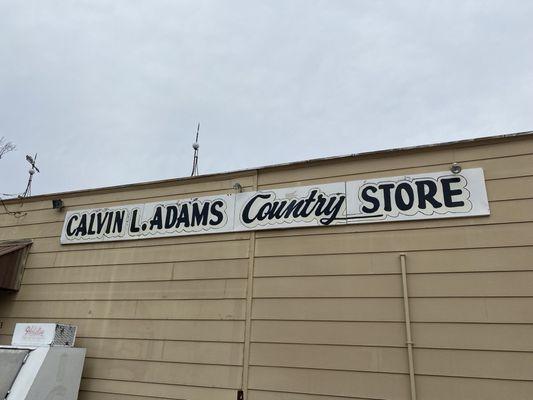 CALVIN L. ADAMS Country STORE